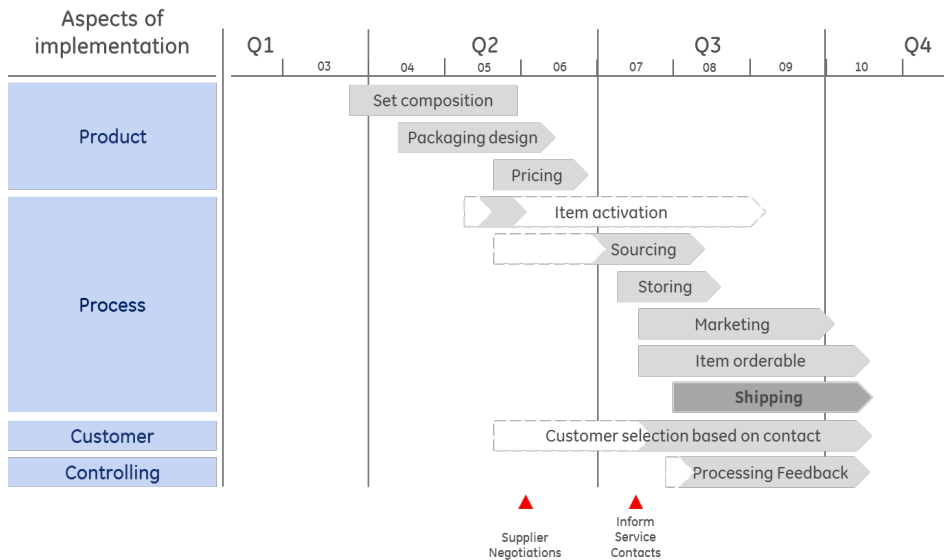 Aspects of
implementation
Q1
Q2
Q3
Q4
03
04
05
06
07
08
09
10
Product
Set composition
Packaging design
Pricing
Process
Item activation
Sourcing
Storing
Marketing
Item orderable
Shipping
Customer
Customer selection based on contact
Controlling
Processing Feedback
Supplier
Negotiations
Inform
Service
Contacts